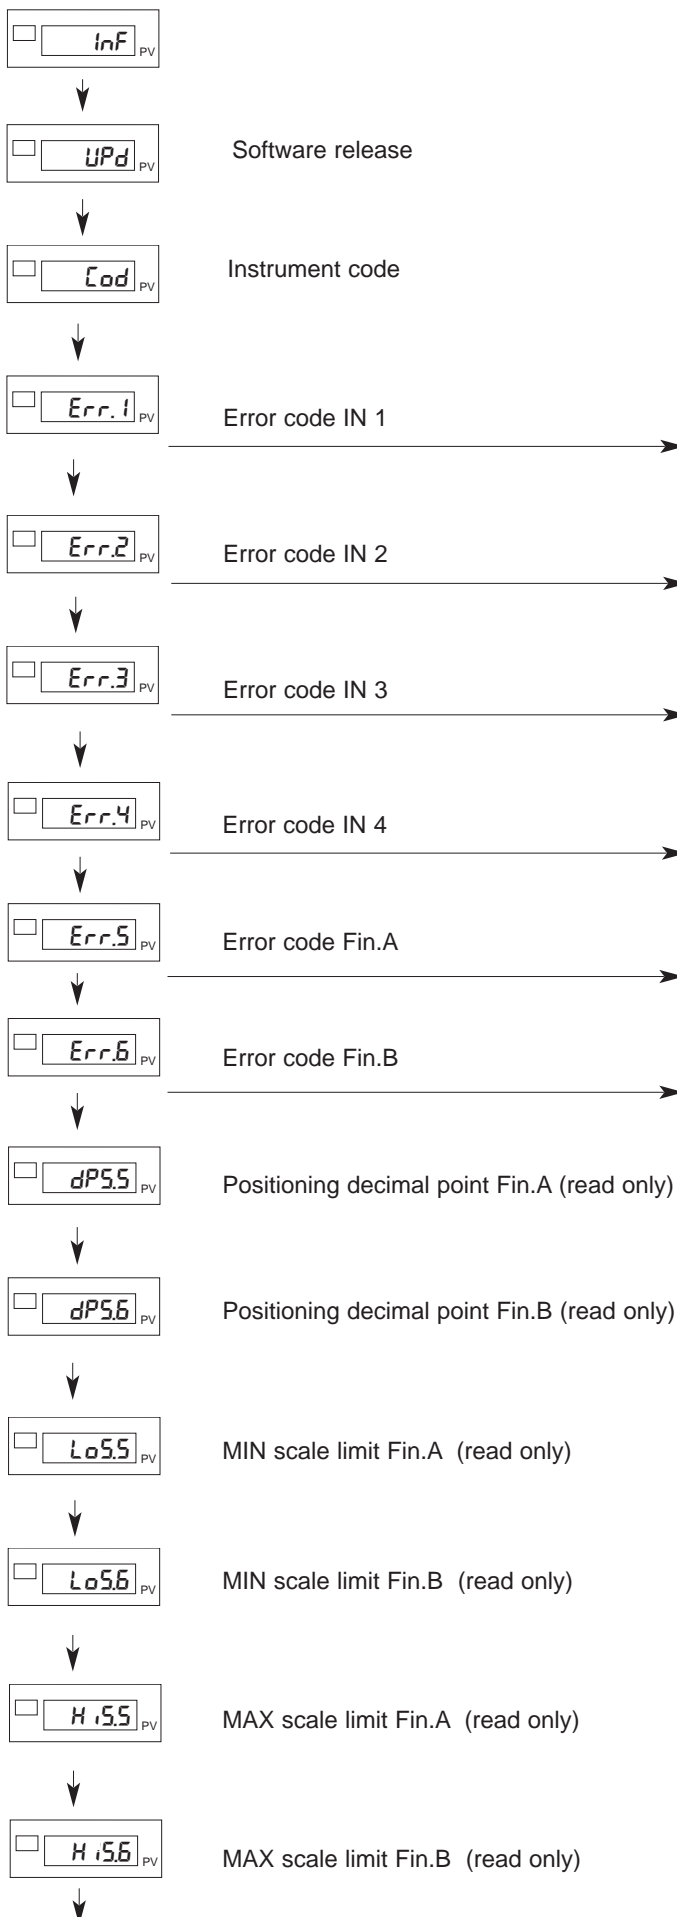 InF PV
UPd PV Software release
Cod PV Instrument code
Err.1 PV Error code IN 1
Err.2 PV Error code IN 2
Err.3 PV Error code IN 3
Err.4 PV Error code IN 4
Err.5 PV Error code Fin.A
Err.6 PV Error code Fin.B
dPS.5 PV Positioning decimal point Fin.A (read only)
dPS.6 PV Positioning decimal point Fin.B (read only)
LoS.5 PV MIN scale limit Fin.A (read only)
LoS.6 PV MIN scale limit Fin.B (read only)
HiS.5 PV MAX scale limit Fin.A (read only)
HiS.6 PV MAX scale limit Fin.B (read only)